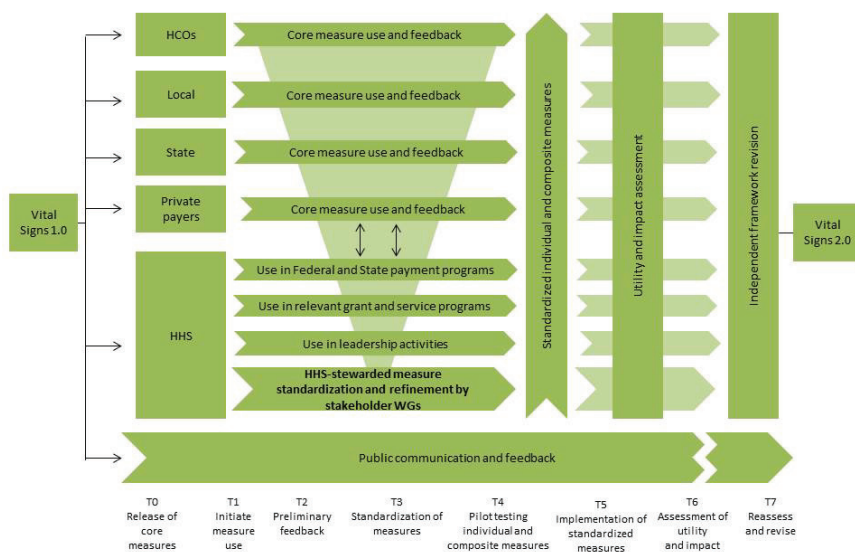 HCOs
Core measure use and feedback
Local
Core measure use and feedback
State
Core measure use and feedback
Private
payers
Core measure use and feedback
Vital
Signs 1.0
HHS
Use in Federal and State payment programs
Use in relevant grant and service programs
Use in leadership activities
HHS-stewarded measure
standardization and refinement by
stakeholder WGs
Standardized individual and composite measures
Utility and impact assessment
Independent framework revision
Vital
Signs 2.0
Public communication and feedback
T0
Release of
core
measures
T1
Initiate
measure
use
T2
Preliminary
feedback
T3
Standardization
of measures
T4
Pilot testing
individual and
composite measures
T5
Implementation of
standardized
measures
T6
Assessment of
utility
and impact
T7
Reassess
and revise